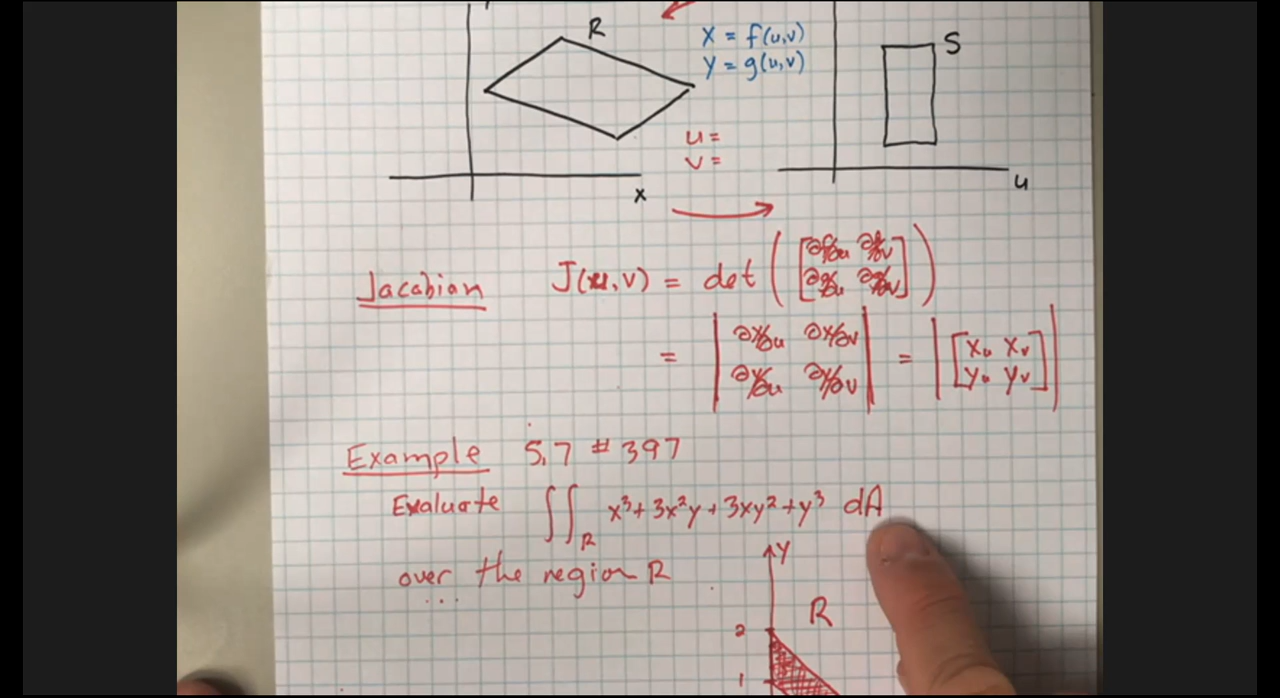 R
x = f(u,v)
y = g(u,v)
S
u =
v =
x
u
Jacabian J(u,v) = det ( [ ∂f/∂u ∂f/∂v
∂g/∂u ∂g/∂v ] )
= | ∂x/∂u ∂x/∂v
∂y/∂u ∂y/∂v | = | [ xu xv
yu yv ] |
Example 5.7 # 397
Evaluate ∫∫R x³ + 3x²y + 3xy² + y³ dA
over the region R
...
y
R
2
1